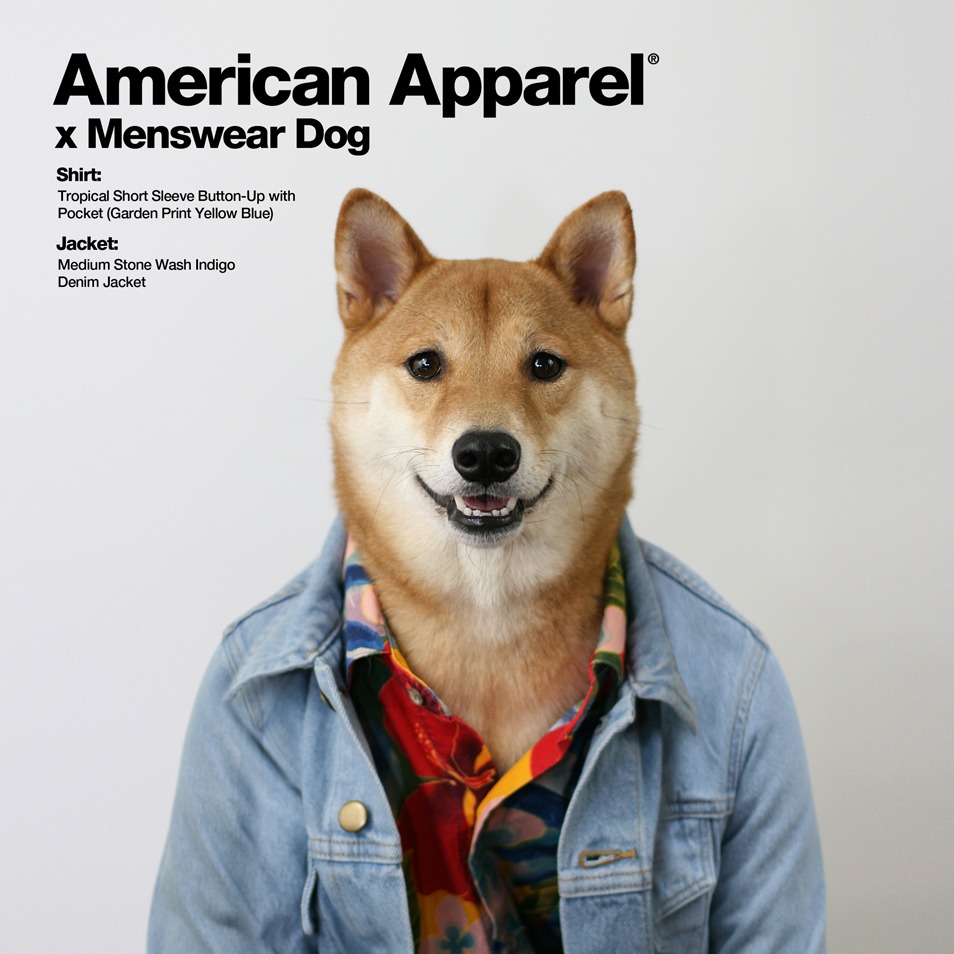 American Apparel®
x Menswear Dog
Shirt:
Tropical Short Sleeve Button-Up with
Pocket (Garden Print Yellow Blue)
Jacket:
Medium Stone Wash Indigo
Denim Jacket